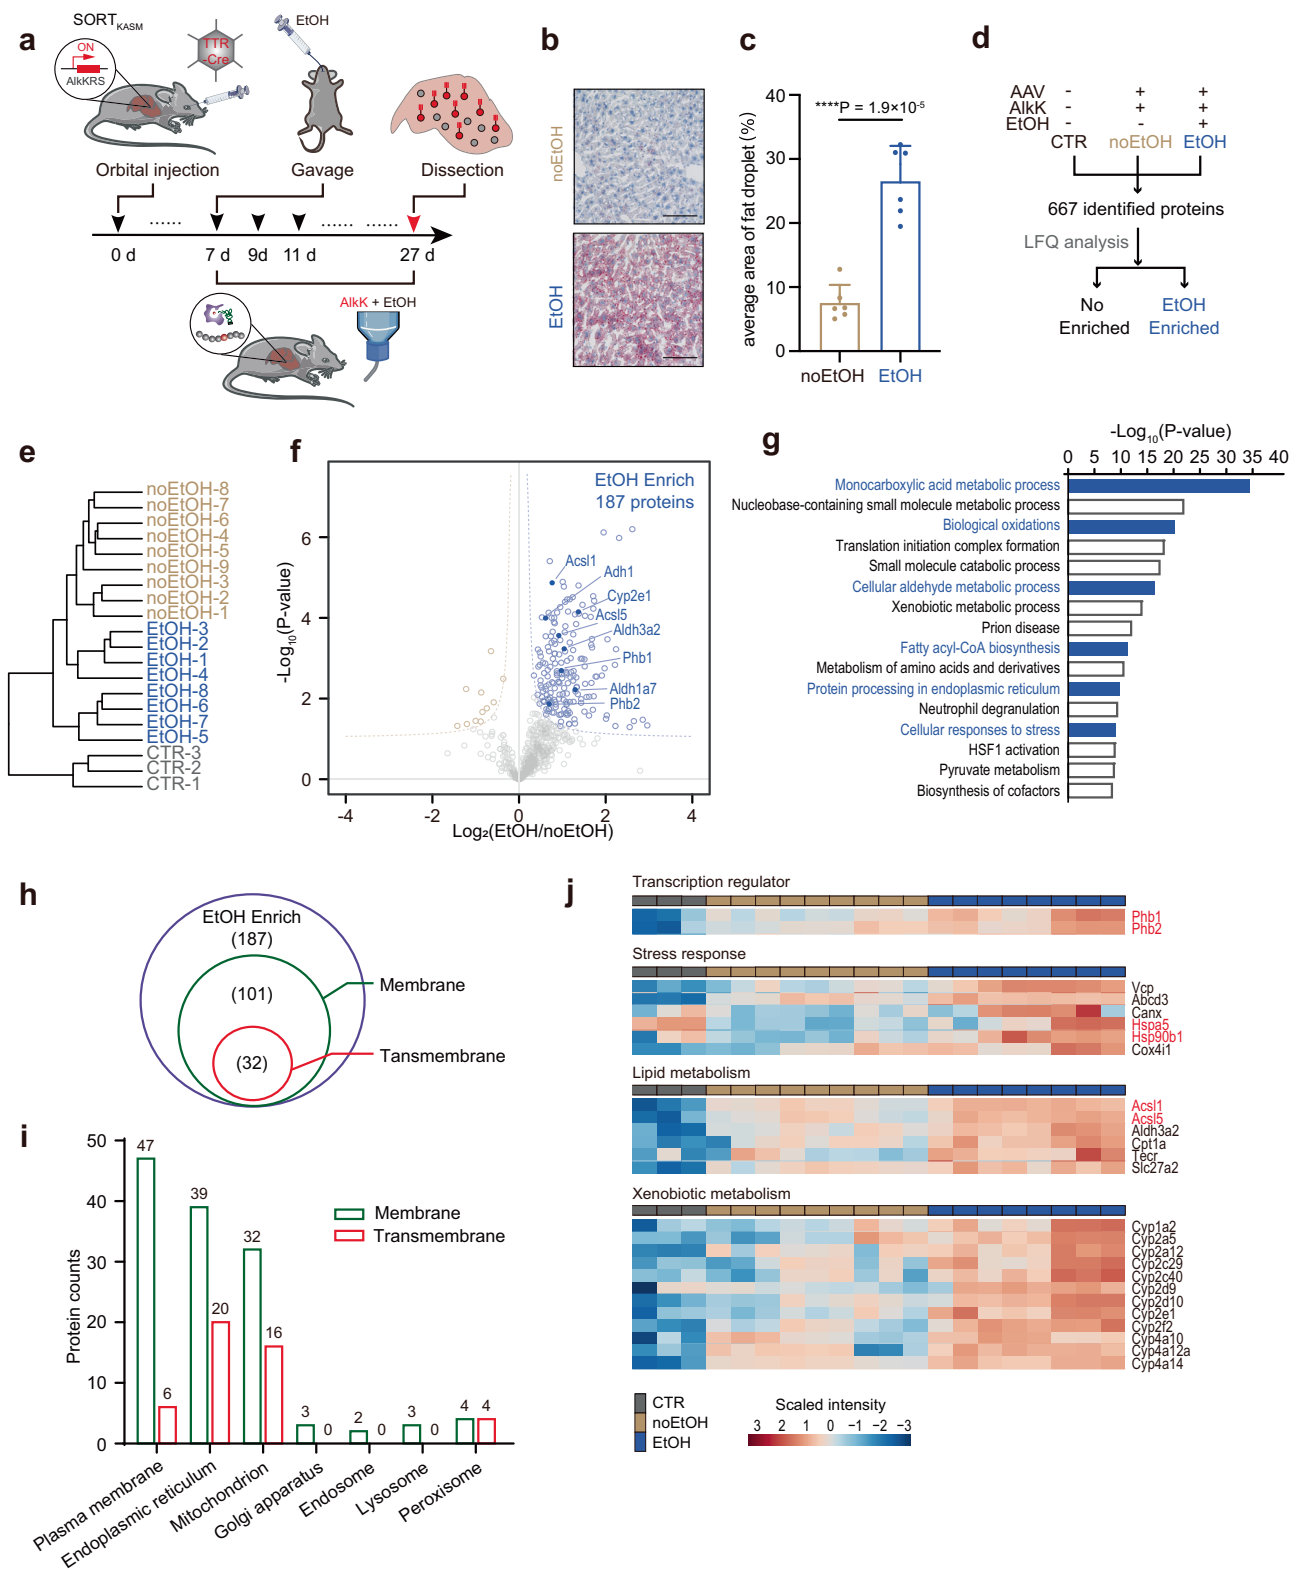 a
SORTKASM
ON
AlkKRS
TTR
-Cre
EtOH
Orbital injection
Gavage
Dissection
...... ...... ......
0 d
7 d
9d
11 d
27 d
AlkK + EtOH
b
noEtOH
EtOH
c
****P = 1.9×10-5
average area of fat droplet (%)
40
30
20
10
0
noEtOH
EtOH
d
AAV - + +
AlkK - + +
EtOH - - +
CTR noEtOH EtOH
667 identified proteins
LFQ analysis
No
Enriched
EtOH
Enriched
e
noEtOH-8
noEtOH-7
noEtOH-6
noEtOH-4
noEtOH-5
noEtOH-9
noEtOH-3
noEtOH-2
noEtOH-1
EtOH-3
EtOH-2
EtOH-1
EtOH-4
EtOH-8
EtOH-6
EtOH-7
EtOH-5
CTR-3
CTR-2
CTR-1
f
EtOH Enrich
187 proteins
-Log10(P-value)
6
4
2
0
Acsl1
Adh1
Cyp2e1
Acsl5
Aldh3a2
Phb1
Aldh1a7
Phb2
-4 -2 0 2 4
Log2(EtOH/noEtOH)
g
-Log10(P-value)
0 5 10 15 20 25 30 35 40
Monocarboxylic acid metabolic process
Nucleobase-containing small molecule metabolic process
Biological oxidations
Translation initiation complex formation
Small molecule catabolic process
Cellular aldehyde metabolic process
Xenobiotic metabolic process
Prion disease
Fatty acyl-CoA biosynthesis
Metabolism of amino acids and derivatives
Protein processing in endoplasmic reticulum
Neutrophil degranulation
Cellular responses to stress
HSF1 activation
Pyruvate metabolism
Biosynthesis of cofactors
h
EtOH Enrich
(187)
(101)
(32)
Membrane
Tansmembrane
i
Protein counts
50
40
30
20
10
0
47
6
39
20
32
16
3
0
2
0
3
0
4
4
Membrane
Transmembrane
Plasma membrane
Endoplasmic reticulum
Mitochondrion
Golgi apparatus
Endosome
Lysosome
Peroxisome
j
Transcription regulator
Phb1
Phb2
Stress response
Vcp
Abcd3
Canx
Hspa5
Hsp90b1
Cox4i1
Lipid metabolism
Acsl1
Acsl5
Aldh3a2
Cpt1a
Tecr
Slc27a2
Xenobiotic metabolism
Cyp1a2
Cyp2a5
Cyp2a12
Cyp2c29
Cyp2c40
Cyp2d9
Cyp2d10
Cyp2e1
Cyp2f2
Cyp4a10
Cyp4a12a
Cyp4a14
CTR
noEtOH
EtOH
Scaled intensity
3 2 1 0 −1 −2 −3